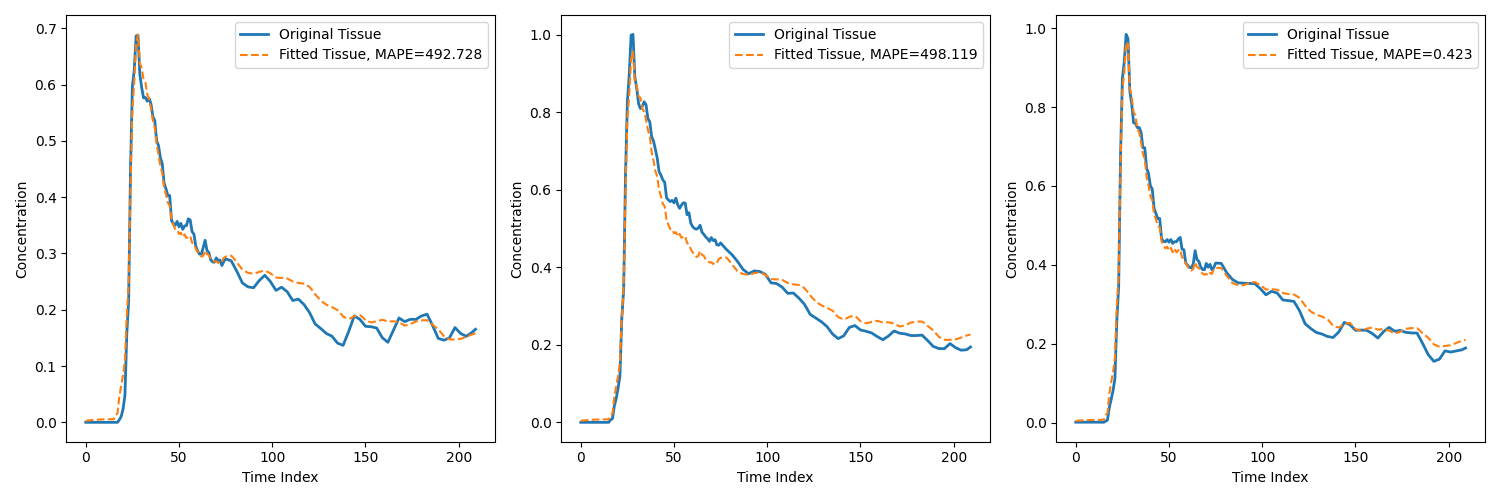 Original Tissue
Fitted Tissue, MAPE=492.728
0.7
0.6
0.5
0.4
0.3
0.2
0.1
0.0
Concentration
0 50 100 150 200
Time Index
Original Tissue
Fitted Tissue, MAPE=498.119
1.0
0.8
0.6
0.4
0.2
0.0
Concentration
0 50 100 150 200
Time Index
Original Tissue
Fitted Tissue, MAPE=0.423
1.0
0.8
0.6
0.4
0.2
0.0
Concentration
0 50 100 150 200
Time Index